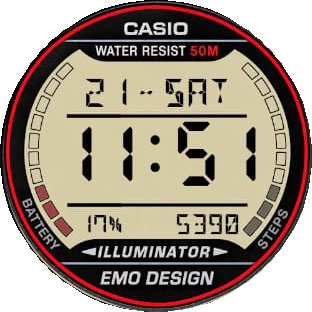 CASIO
WATER RESIST 50M
21-SAT
11:51
BATTERY
17% 5390
STEPS
ILLUMINATOR
EMO DESIGN